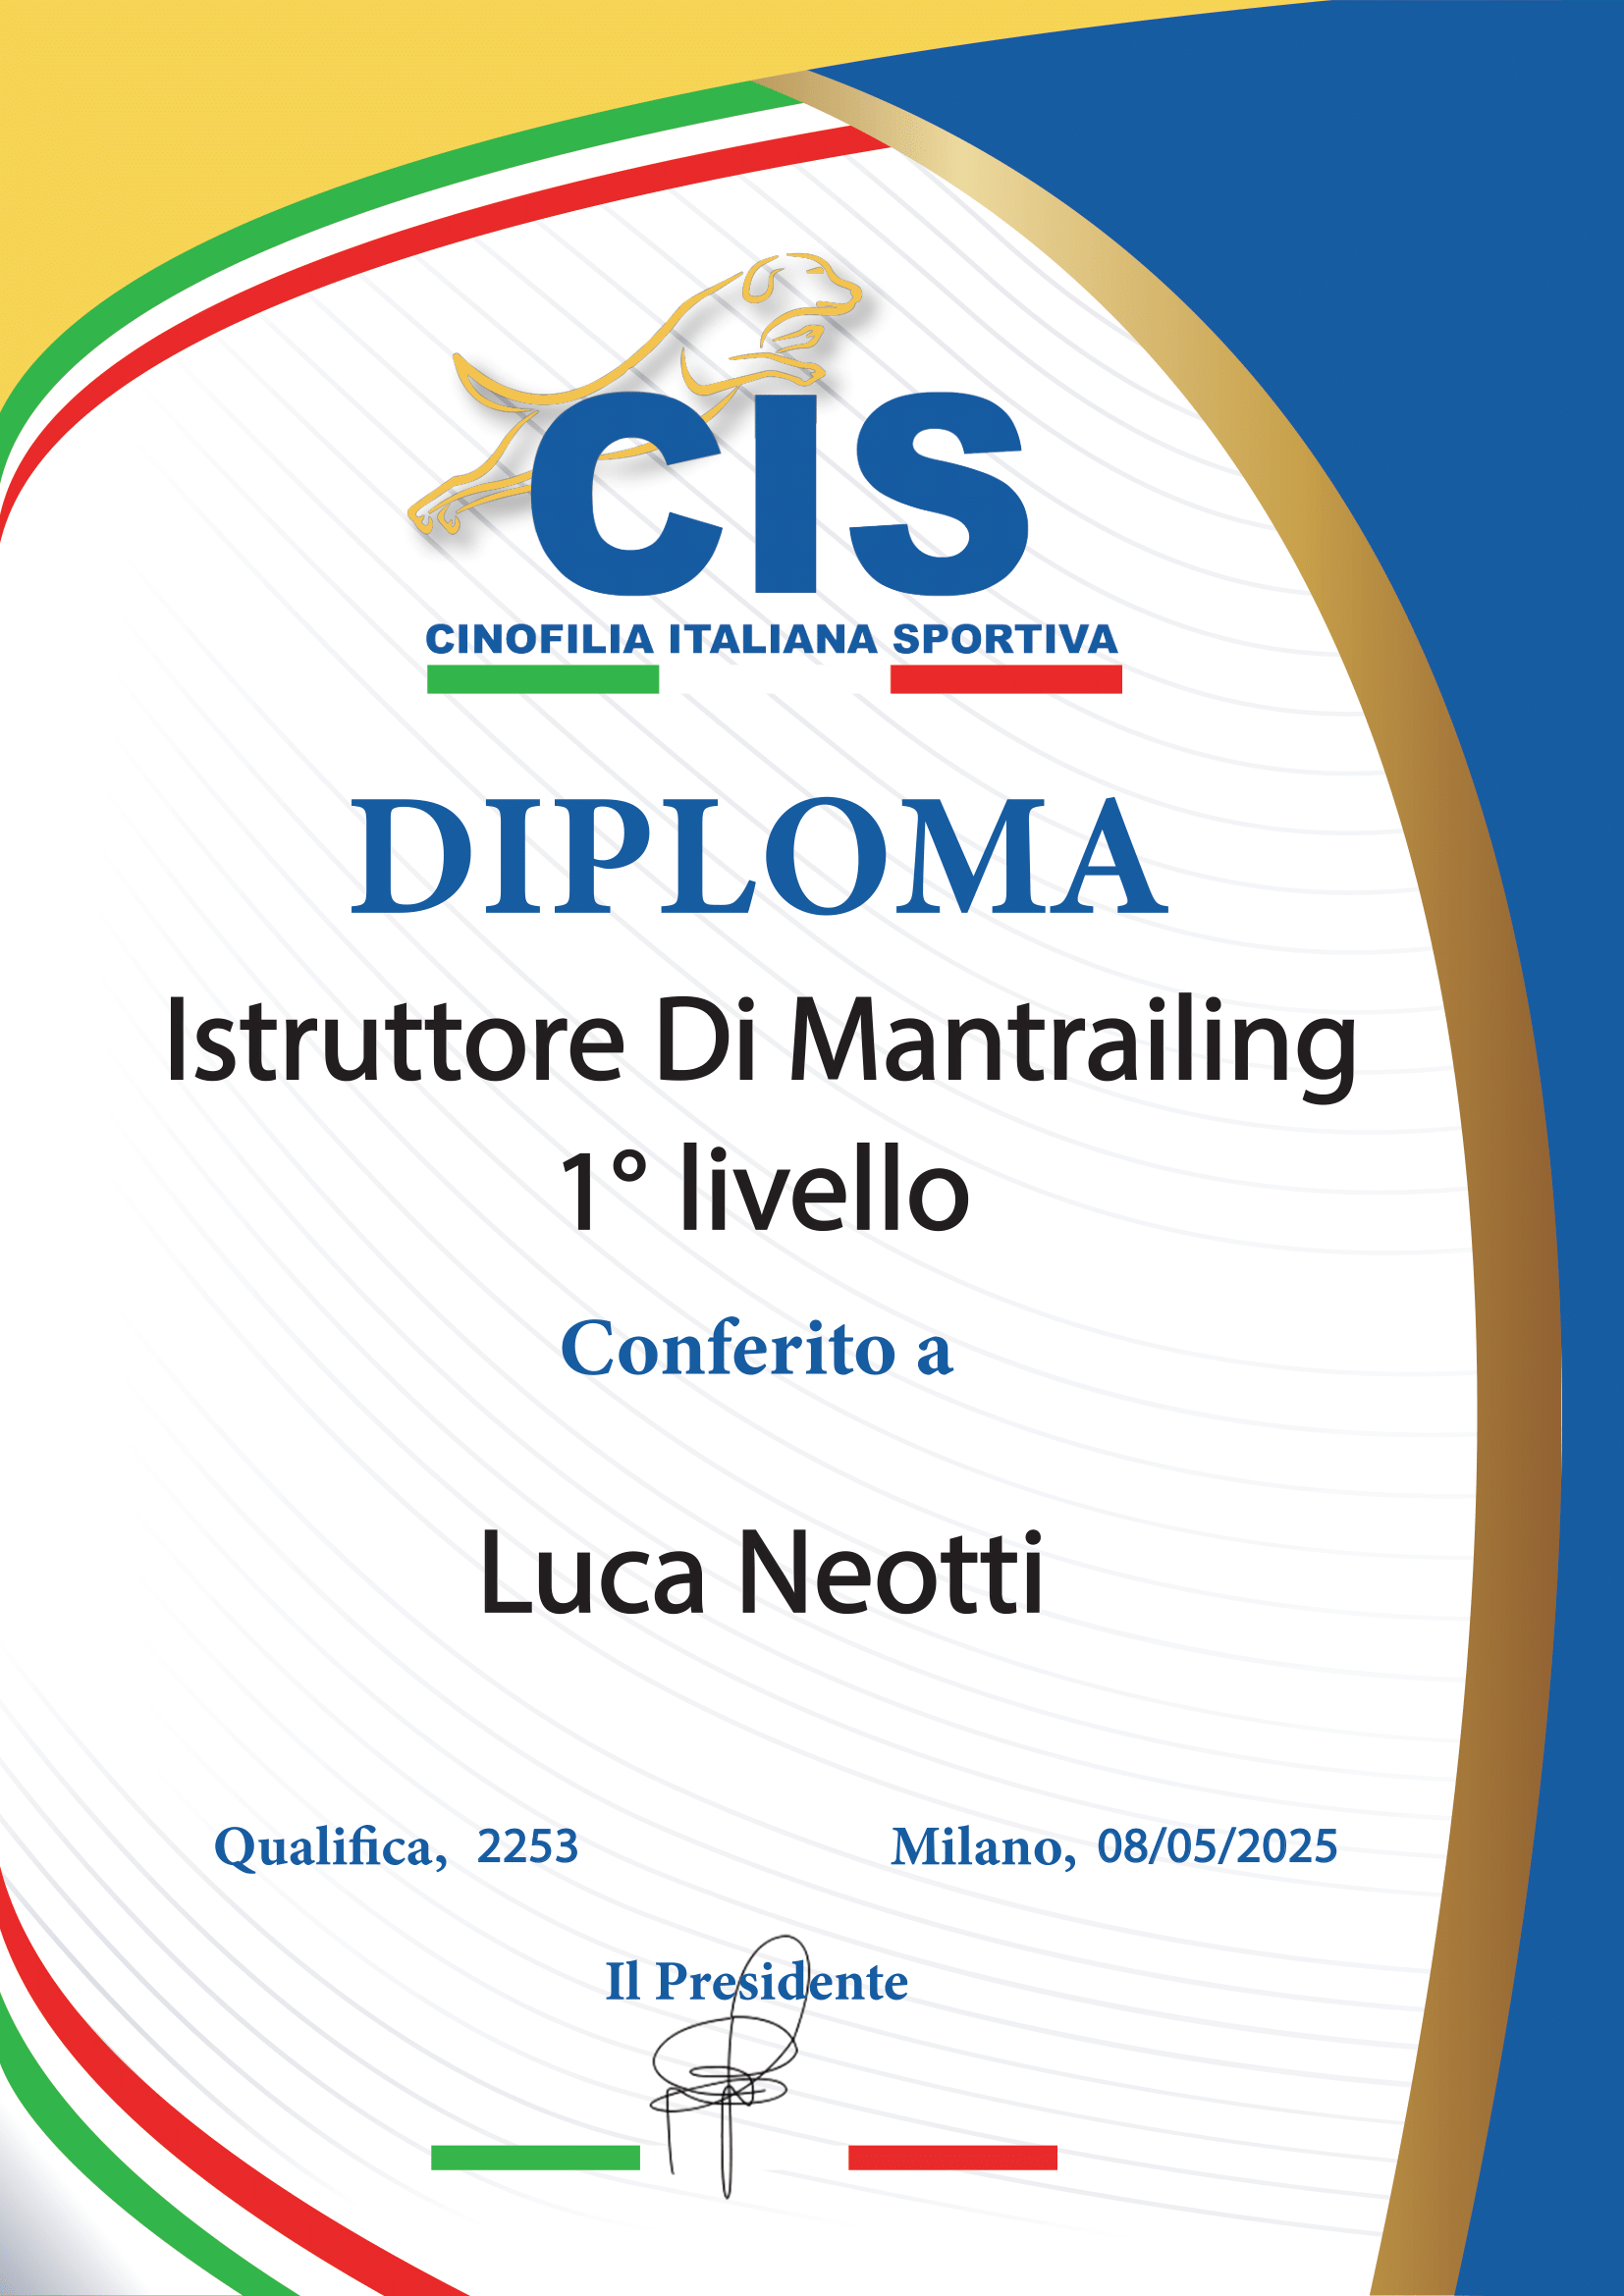 CIS
CINOFILIA ITALIANA SPORTIVA
DIPLOMA
Istruttore Di Mantrailing
1° livello
Conferito a
Luca Neotti
Qualifica, 2253
Milano, 08/05/2025
Il Presidente